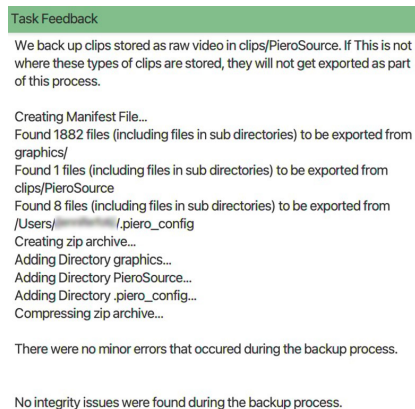 Task Feedback
We back up clips stored as raw video in clips/PieroSource. If This is not
where these types of clips are stored, they will not get exported as part
of this process.
Creating Manifest File...
Found 1882 files (including files in sub directories) to be exported from
graphics/
Found 1 files (including files in sub directories) to be exported from
clips/PieroSource
Found 8 files (including files in sub directories) to be exported from
/Users/ /.piero_config
Creating zip archive...
Adding Directory graphics...
Adding Directory PieroSource...
Adding Directory .piero_config...
Compressing zip archive...
There were no minor errors that occured during the backup process.
No integrity issues were found during the backup process.